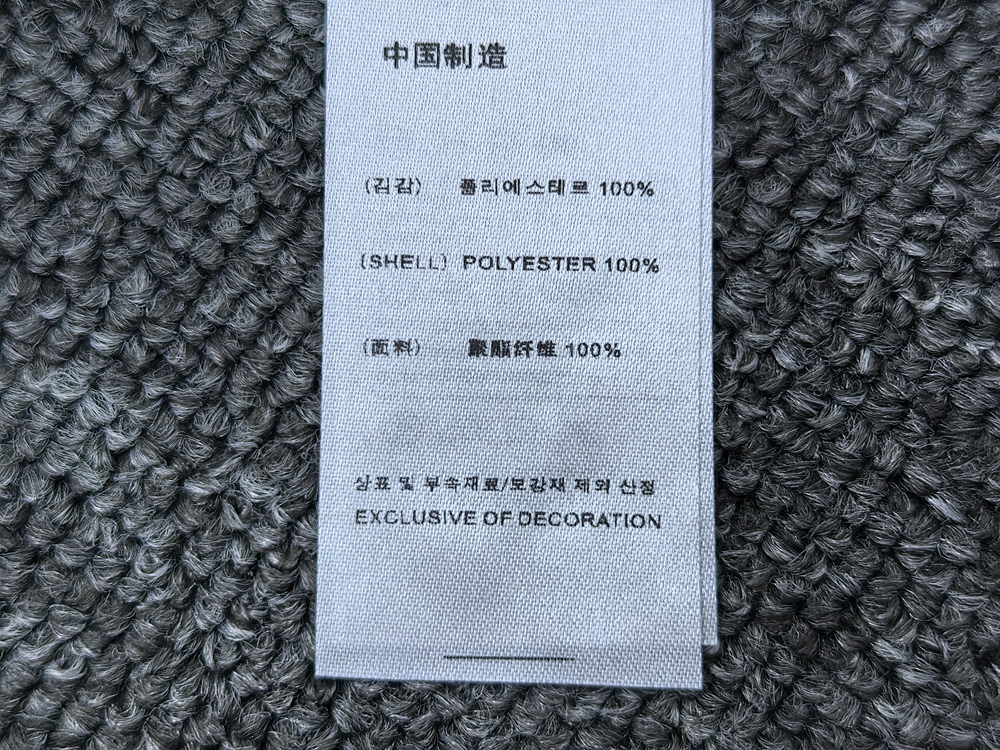 中国制造
(김감) 폴리에스테르 100%
(SHELL) POLYESTER 100%
(面料) 聚酯纤维 100%
상표 및 부속재료/보강재 제외 산정
EXCLUSIVE OF DECORATION